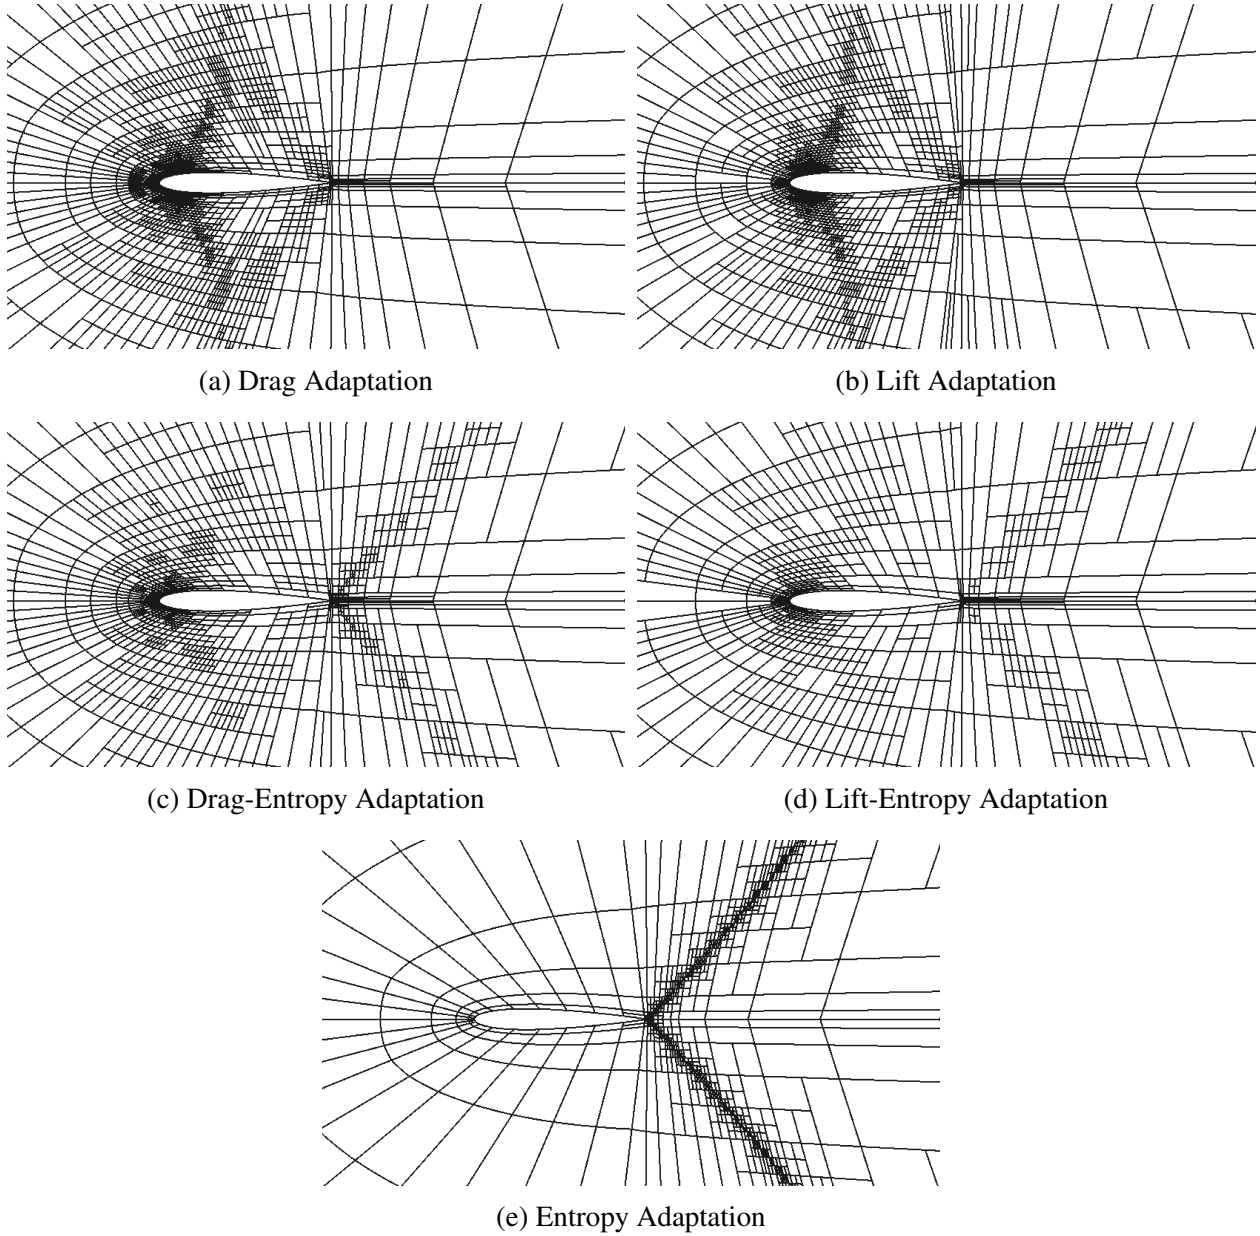 (a) Drag Adaptation
(b) Lift Adaptation
(c) Drag-Entropy Adaptation
(d) Lift-Entropy Adaptation
(e) Entropy Adaptation